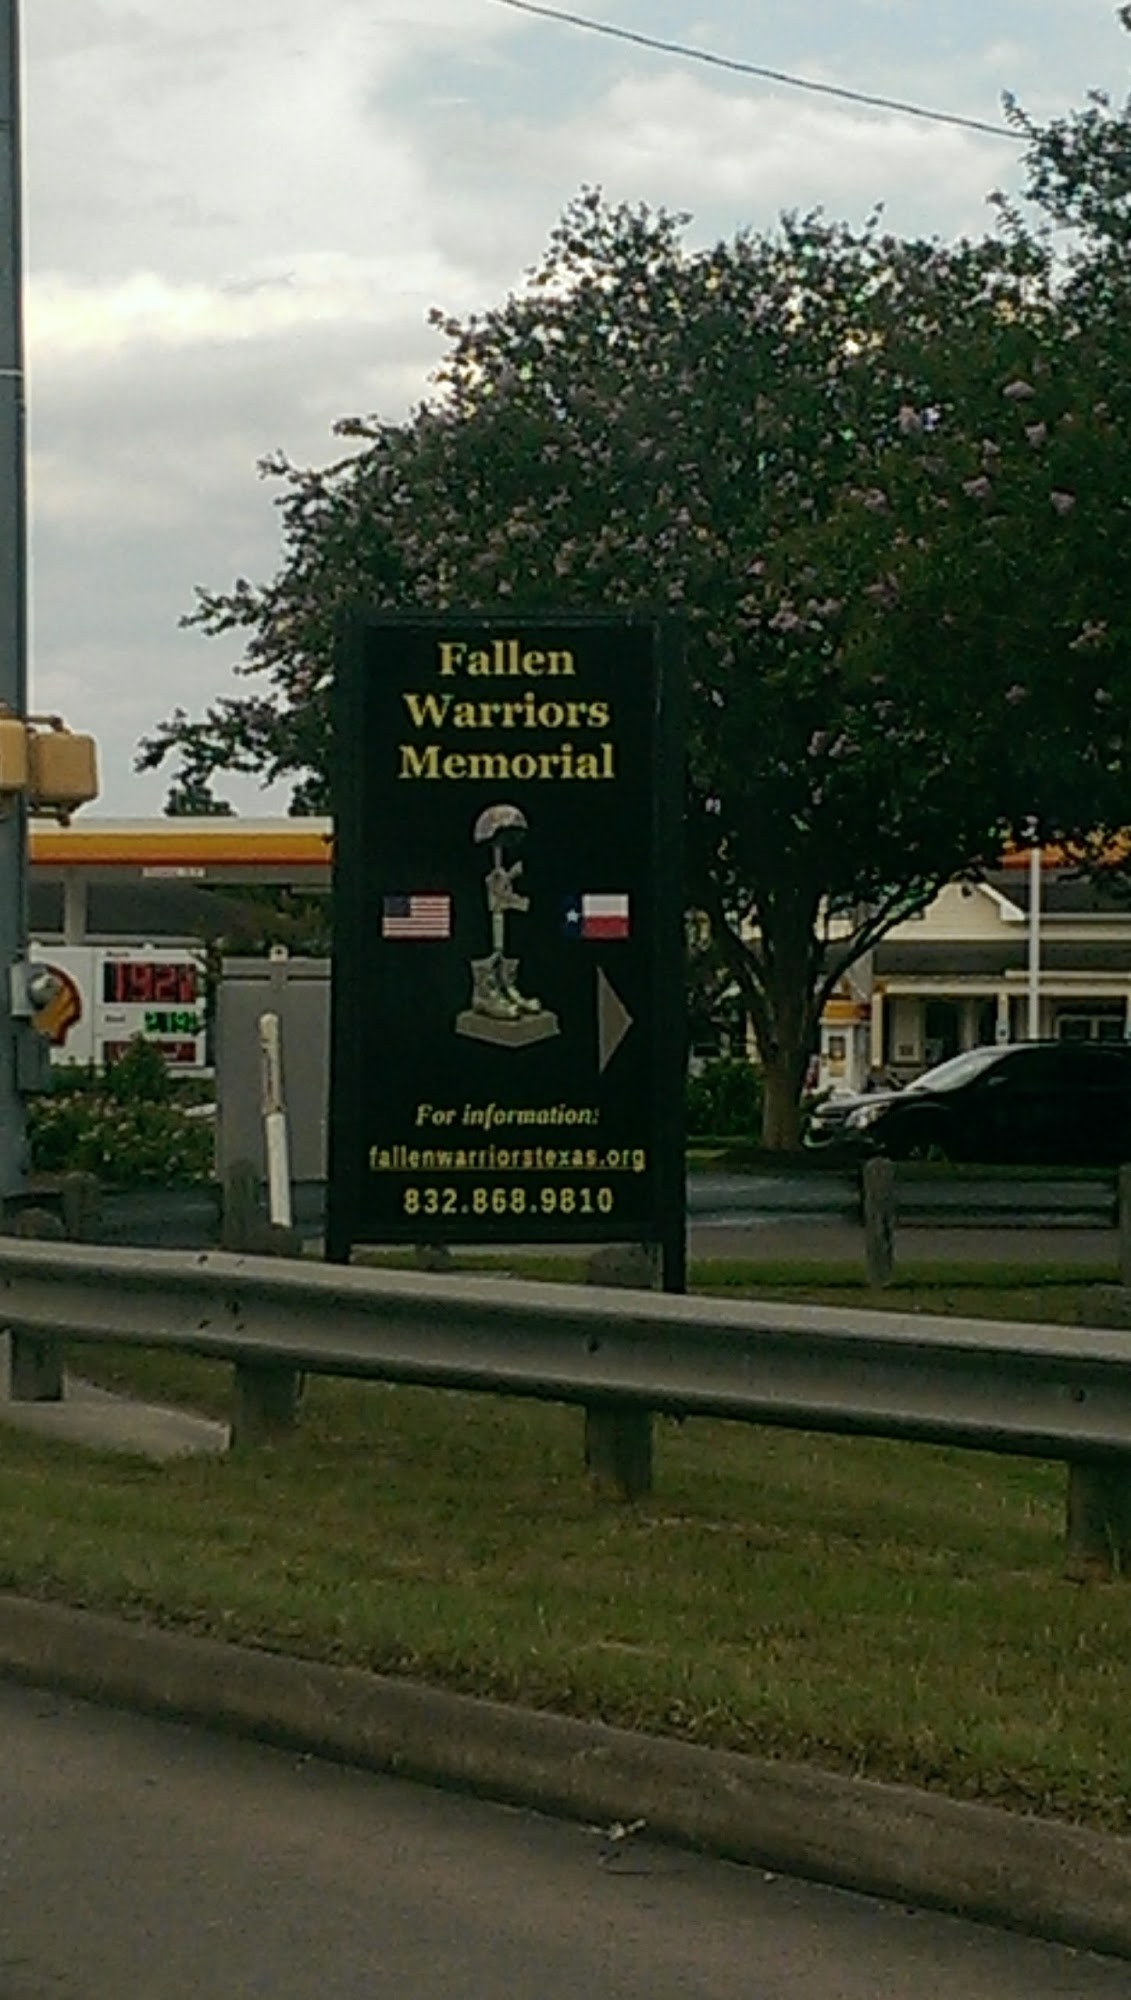 Fallen
Warriors
Memorial
For information:
fallenwarriorstexas.org
832.868.9810